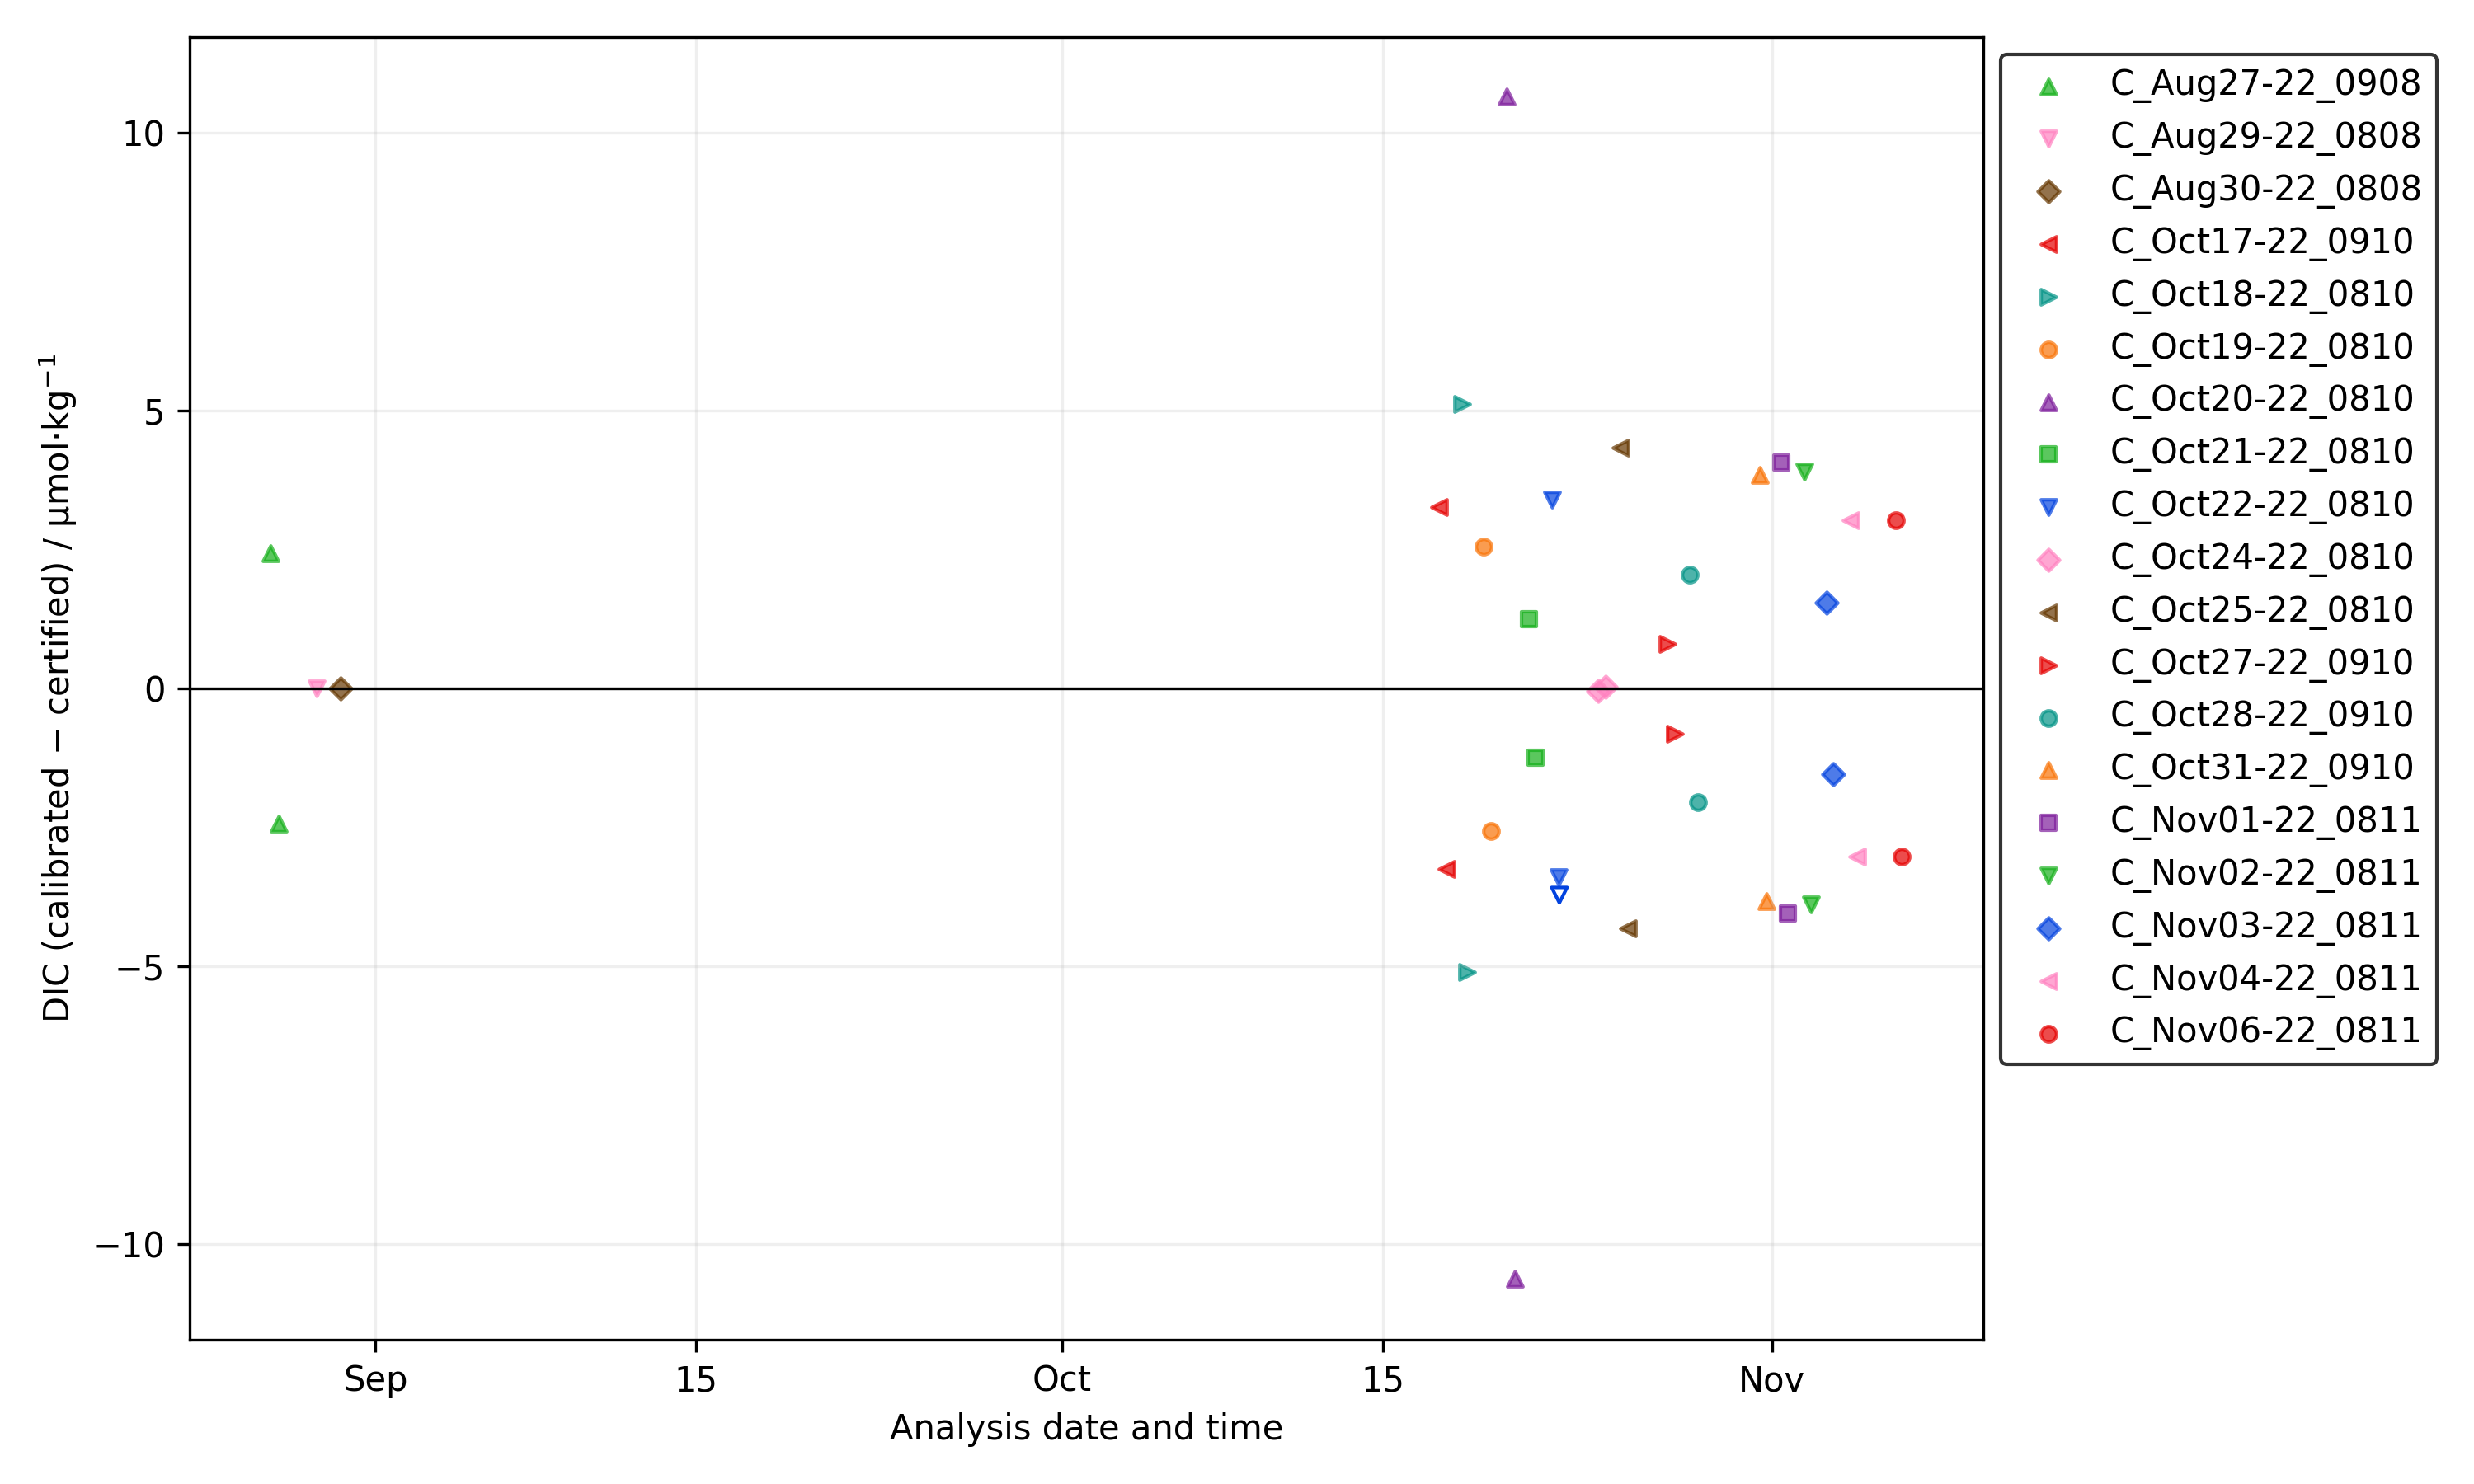 10
5
0
−5
−10
DIC (calibrated − certified) / µmol·kg⁻¹
Sep
15
Oct
15
Nov
Analysis date and time
C_Aug27-22_0908
C_Aug29-22_0808
C_Aug30-22_0808
C_Oct17-22_0910
C_Oct18-22_0810
C_Oct19-22_0810
C_Oct20-22_0810
C_Oct21-22_0810
C_Oct22-22_0810
C_Oct24-22_0810
C_Oct25-22_0810
C_Oct27-22_0910
C_Oct28-22_0910
C_Oct31-22_0910
C_Nov01-22_0811
C_Nov02-22_0811
C_Nov03-22_0811
C_Nov04-22_0811
C_Nov06-22_0811